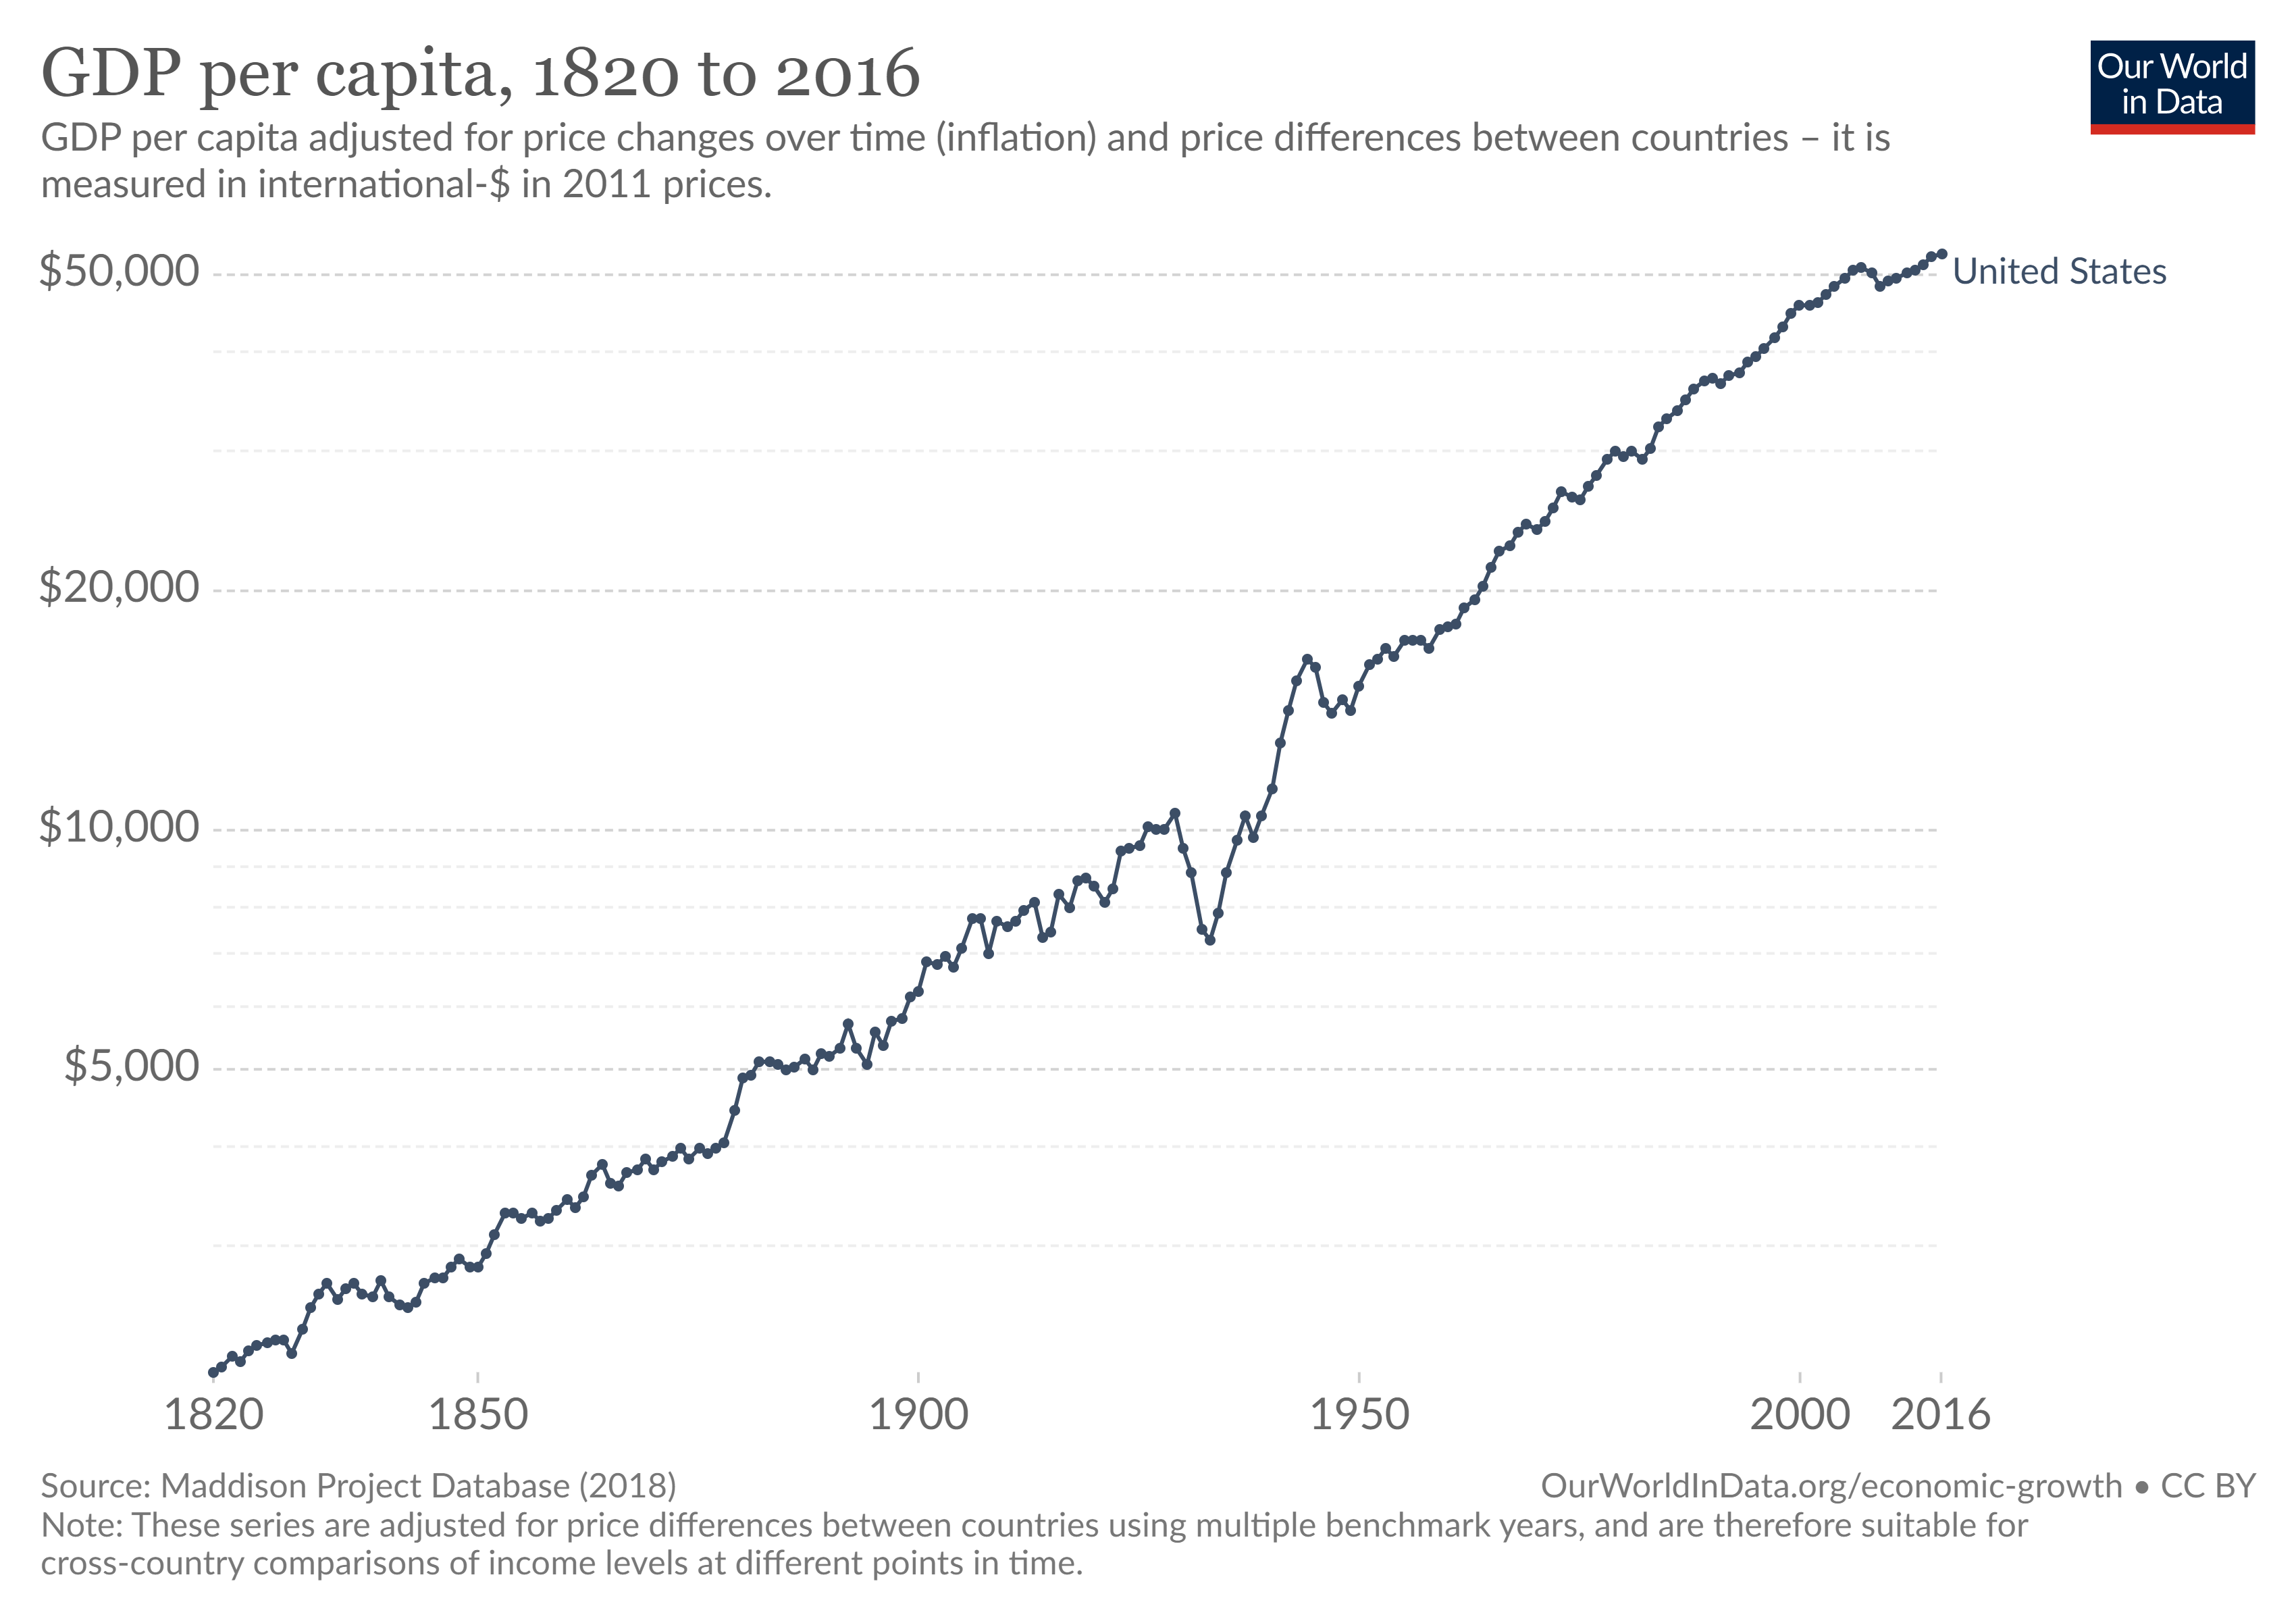 GDP per capita, 1820 to 2016
Our World
in Data
GDP per capita adjusted for price changes over time (inflation) and price differences between countries – it is
measured in international-$ in 2011 prices.
$50,000
United States
$20,000
$10,000
$5,000
1820 1850 1900 1950 2000 2016
Source: Maddison Project Database (2018)
OurWorldInData.org/economic-growth • CC BY
Note: These series are adjusted for price differences between countries using multiple benchmark years, and are therefore suitable for
cross-country comparisons of income levels at different points in time.